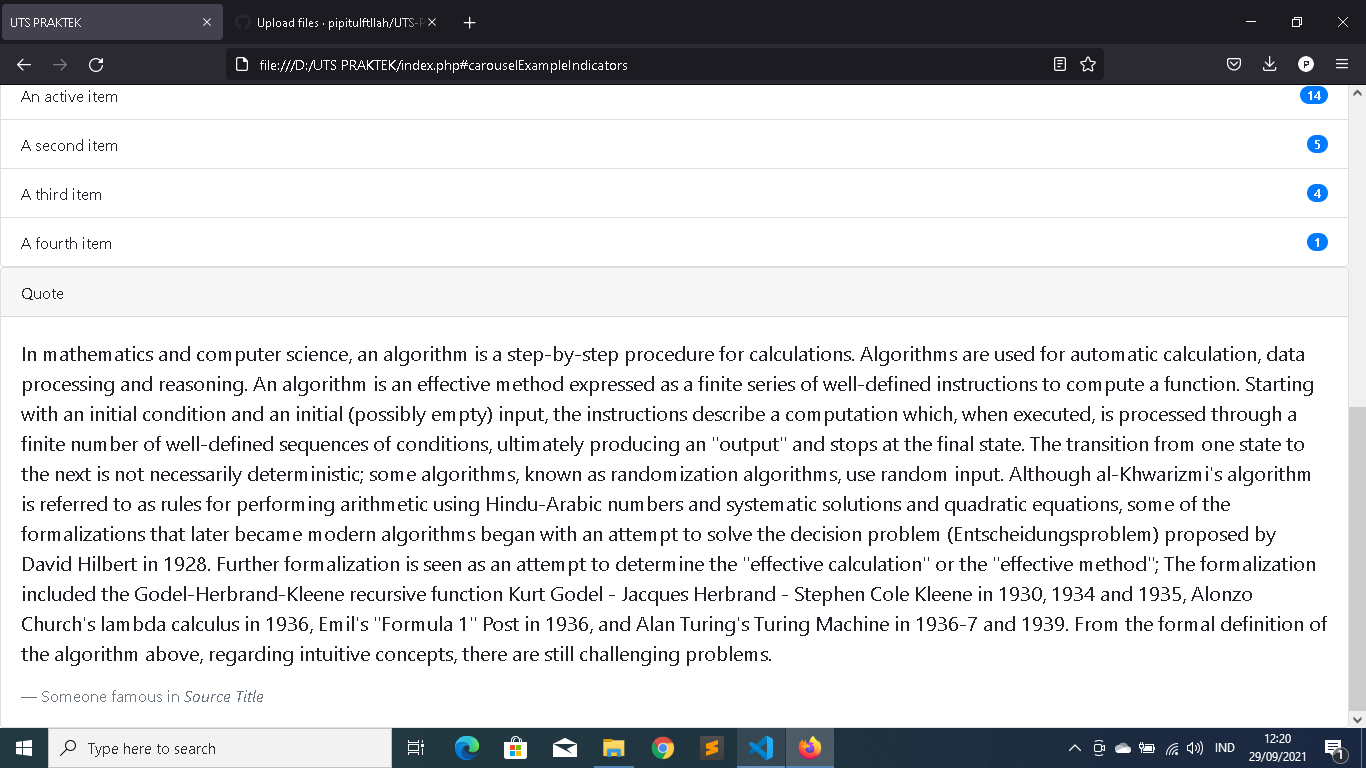 UTS PRAKTEK
Upload files · pipitulftllah/UTS-P
file:///D:/UTS PRAKTEK/index.php#carouselExampleIndicators
P
An active item 14
A second item 5
A third item 4
A fourth item 1
Quote
In mathematics and computer science, an algorithm is a step-by-step procedure for calculations. Algorithms are used for automatic calculation, data
processing and reasoning. An algorithm is an effective method expressed as a finite series of well-defined instructions to compute a function. Starting
with an initial condition and an initial (possibly empty) input, the instructions describe a computation which, when executed, is processed through a
finite number of well-defined sequences of conditions, ultimately producing an "output" and stops at the final state. The transition from one state to
the next is not necessarily deterministic; some algorithms, known as randomization algorithms, use random input. Although al-Khwarizmi's algorithm
is referred to as rules for performing arithmetic using Hindu-Arabic numbers and systematic solutions and quadratic equations, some of the
formalizations that later became modern algorithms began with an attempt to solve the decision problem (Entscheidungsproblem) proposed by
David Hilbert in 1928. Further formalization is seen as an attempt to determine the "effective calculation" or the "effective method"; The formalization
included the Godel-Herbrand-Kleene recursive function Kurt Godel - Jacques Herbrand - Stephen Cole Kleene in 1930, 1934 and 1935, Alonzo
Church's lambda calculus in 1936, Emil's "Formula 1" Post in 1936, and Alan Turing's Turing Machine in 1936-7 and 1939. From the formal definition of
the algorithm above, regarding intuitive concepts, there are still challenging problems.
— Someone famous in Source Title
Type here to search
IND
12:20
29/09/2021
1